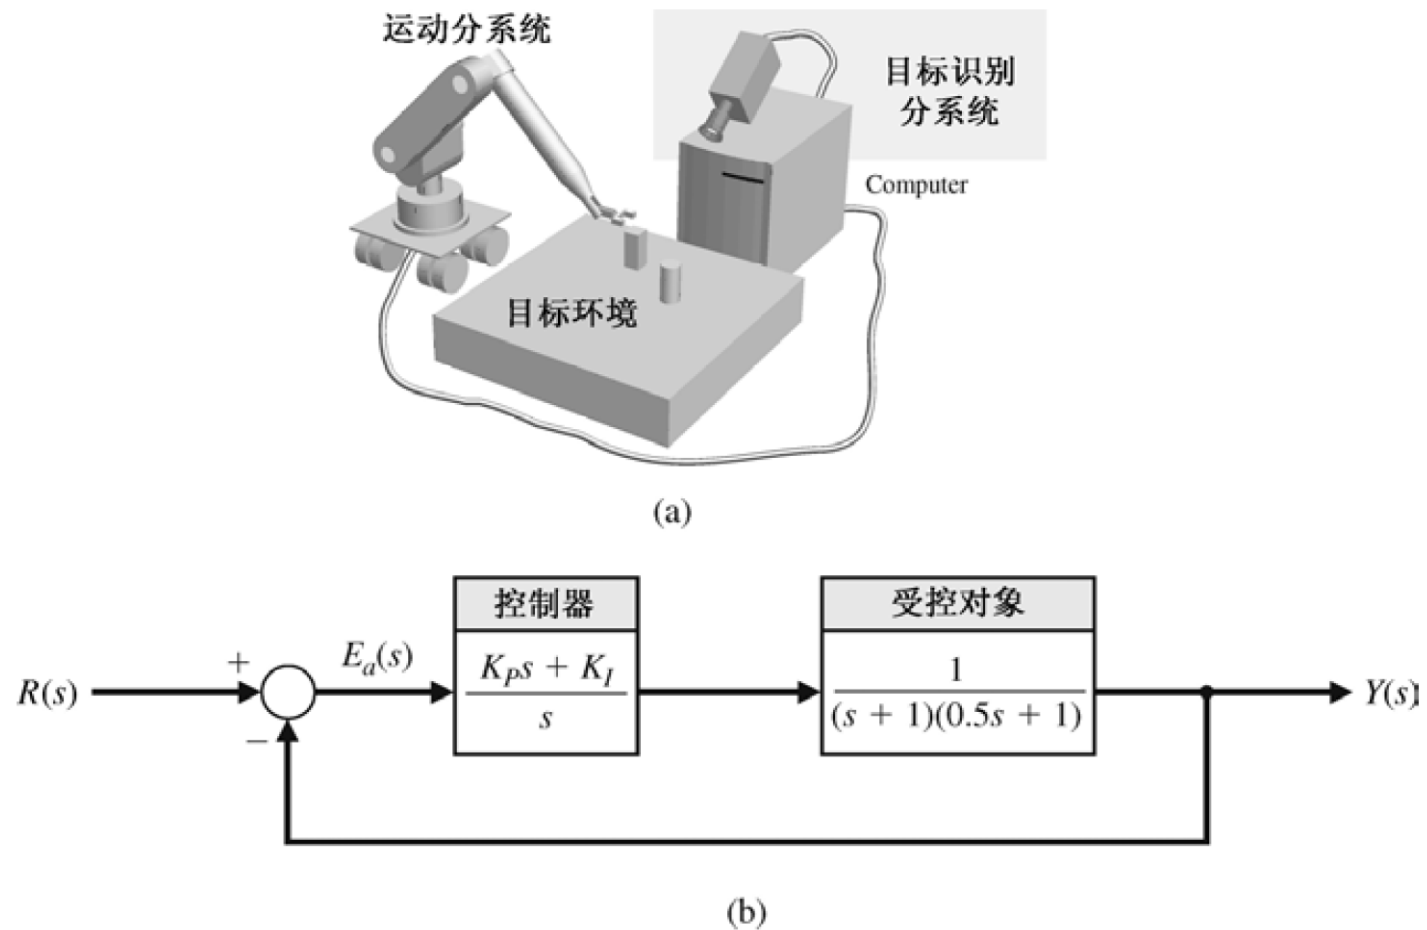 运动分系统
目标识别
分系统
Computer
目标环境
(a)
控制器
受控对象
R(s)
+
E_a(s)
K_P s + K_I
s
1
(s + 1)(0.5s + 1)
Y(s)
−
(b)